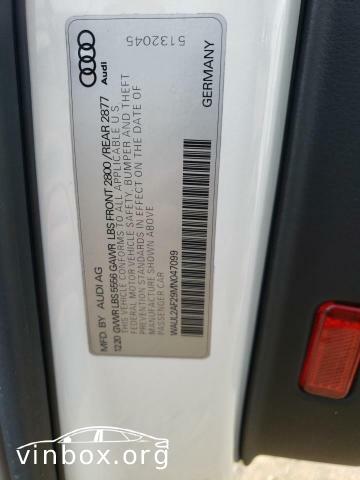 Audi
5132045
MFD. BY AUDI AG
12.20 GVWR LBS 5556 GAWR LBS FRONT 2800 / REAR 2877
THIS VEHICLE CONFORMS TO ALL APPLICABLE U S
FEDERAL MOTOR VEHICLE SAFETY, BUMPER AND THEFT
PREVENTION STANDARDS IN EFFECT ON THE DATE OF
MANUFACTURE SHOWN ABOVE.
PASSENGER CAR
WAUL2AF29MN047099
GERMANY
vinbox.org